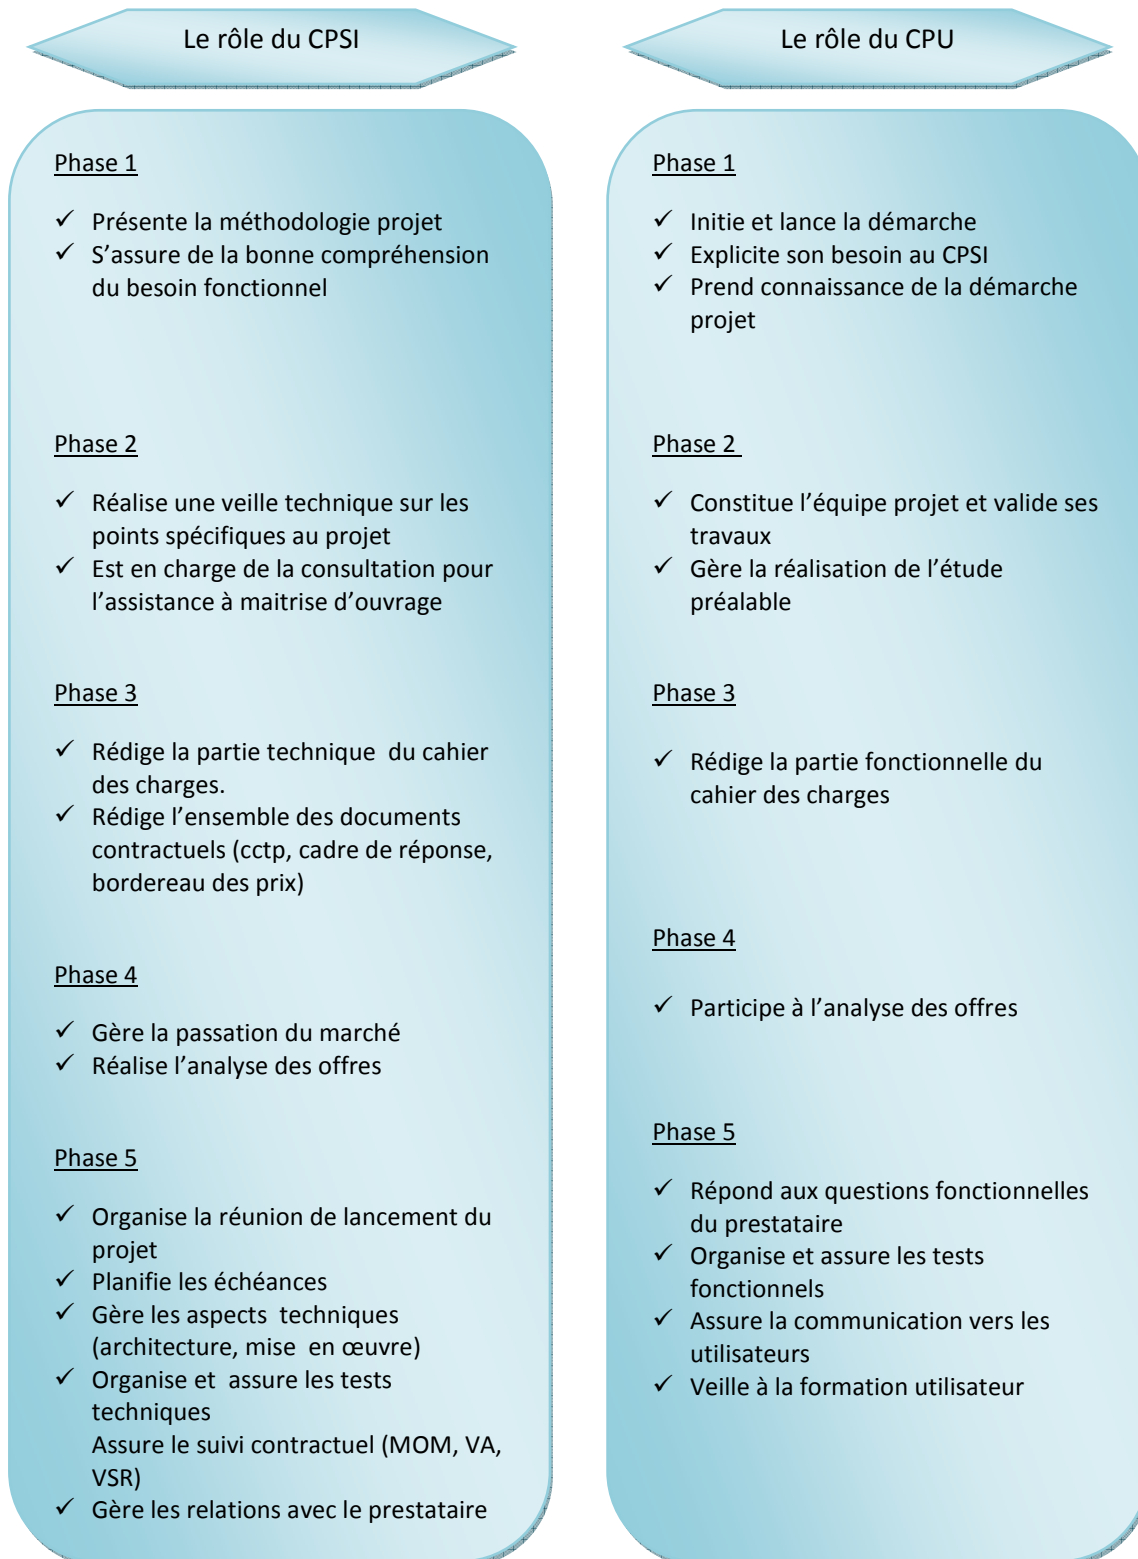 Le rôle du CPSI
Phase 1
✓ Présente la méthodologie projet
✓ S’assure de la bonne compréhension
du besoin fonctionnel
Phase 2
✓ Réalise une veille technique sur les
points spécifiques au projet
✓ Est en charge de la consultation pour
l’assistance à maitrise d’ouvrage
Phase 3
✓ Rédige la partie technique  du cahier
des charges.
✓ Rédige l’ensemble des documents
contractuels (cctp, cadre de réponse,
bordereau des prix)
Phase 4
✓ Gère la passation du marché
✓ Réalise l’analyse des offres
Phase 5
✓ Organise la réunion de lancement du
projet
✓ Planifie les échéances
✓ Gère les aspects  techniques
(architecture, mise  en œuvre)
✓ Organise et  assure les tests
techniques
Assure le suivi contractuel (MOM, VA,
VSR)
✓ Gère les relations avec le prestataire
Le rôle du CPU
Phase 1
✓ Initie et lance la démarche
✓ Explicite son besoin au CPSI
✓ Prend connaissance de la démarche
projet
Phase 2
✓ Constitue l’équipe projet et valide ses
travaux
✓ Gère la réalisation de l’étude
préalable
Phase 3
✓ Rédige la partie fonctionnelle du
cahier des charges
Phase 4
✓ Participe à l’analyse des offres
Phase 5
✓ Répond aux questions fonctionnelles
du prestataire
✓ Organise et assure les tests
fonctionnels
✓ Assure la communication vers les
utilisateurs
✓ Veille à la formation utilisateur